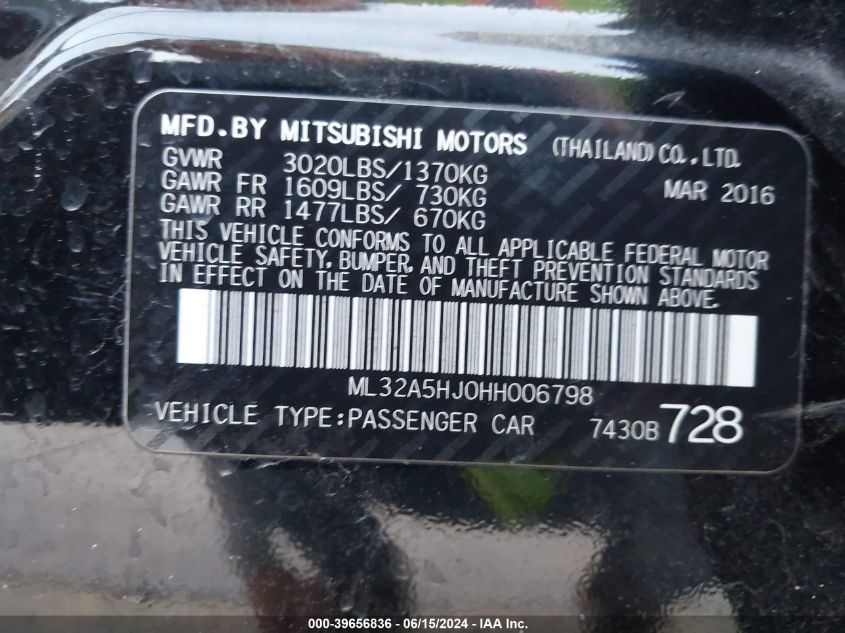 MFD.BY MITSUBISHI MOTORS (THAILAND) CO.,LTD.
GVWR 3020LBS/1370KG MAR 2016
GAWR FR 1609LBS/ 730KG
GAWR RR 1477LBS/ 670KG
THIS VEHICLE CONFORMS TO ALL APPLICABLE FEDERAL MOTOR
VEHICLE SAFETY, BUMPER, AND THEFT PREVENTION STANDARDS
IN EFFECT ON THE DATE OF MANUFACTURE SHOWN ABOVE.
ML32A5HJ0HH006798
VEHICLE TYPE:PASSENGER CAR 7430B 728
000-39656836 - 06/15/2024 - IAAI.com.